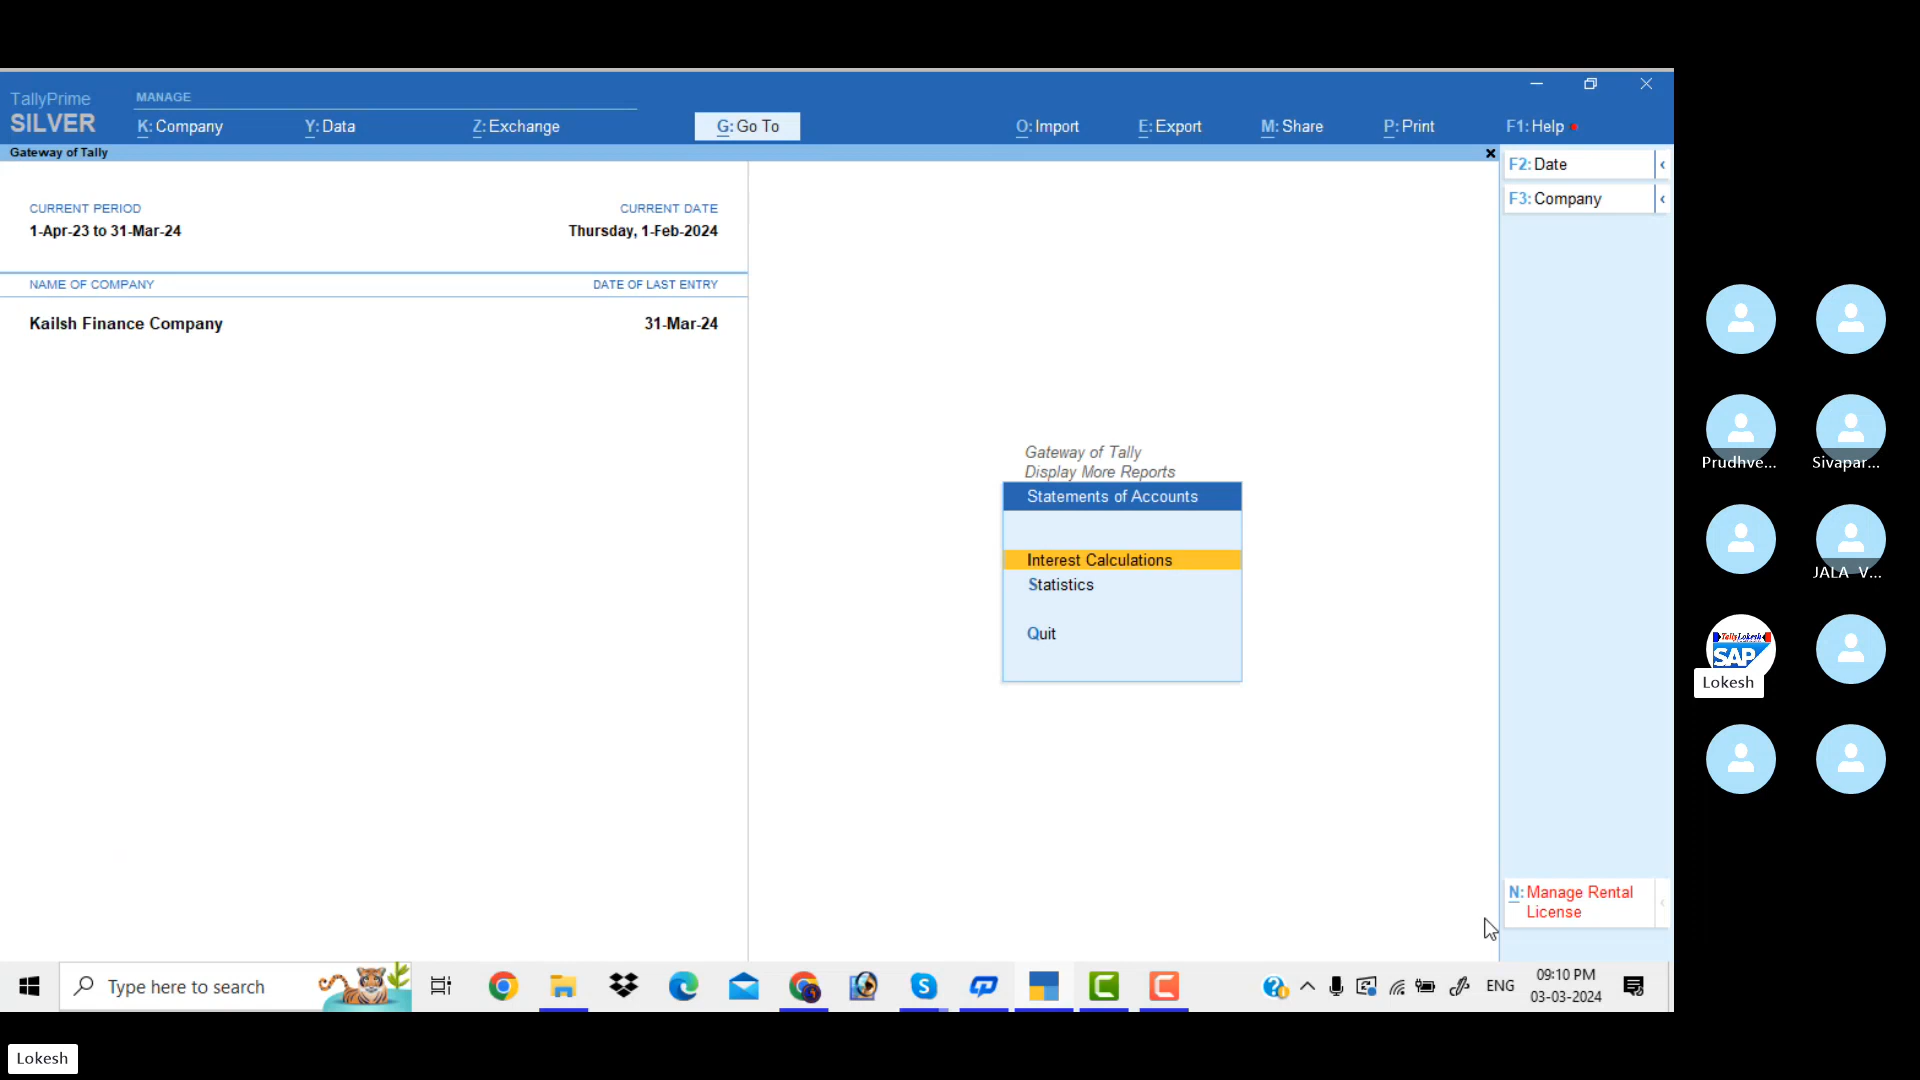 TallyPrime
SILVER
MANAGE
K: Company
Y: Data
Z: Exchange
G: Go To
O: Import
E: Export
M: Share
P: Print
F1: Help
Gateway of Tally
F2: Date
F3: Company
CURRENT PERIOD
CURRENT DATE
1-Apr-23 to 31-Mar-24
Thursday, 1-Feb-2024
NAME OF COMPANY
DATE OF LAST ENTRY
Kailsh Finance Company
31-Mar-24
Gateway of Tally
Display More Reports
Statements of Accounts
Interest Calculations
Statistics
Quit
N: Manage Rental
License
Prudhve...
Sivapar...
JALA V...
TallyLokesh
SAP
Lokesh
Type here to search
ENG
09:10 PM
03-03-2024
Lokesh